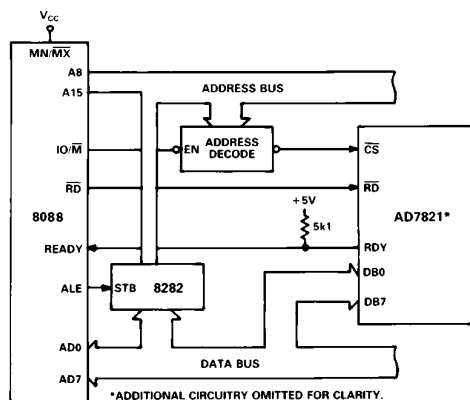 VCC
MN/MX
A8
A15
ADDRESS BUS
IO/M
EN
ADDRESS
DECODE
CS
RD
RD
+5V
5k1
8088
AD7821*
READY
RDY
ALE
STB
8282
DB0
DB7
AD0
DATA BUS
AD7
*ADDITIONAL CIRCUITRY OMITTED FOR CLARITY.